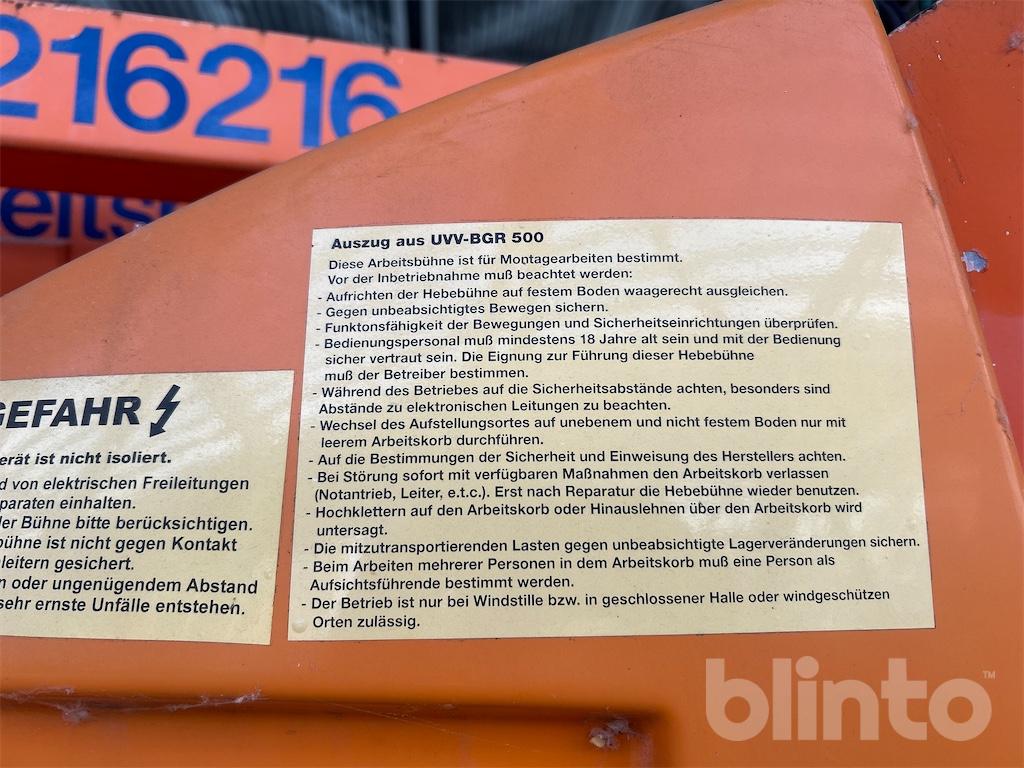 216216
eitsb
Auszug aus UVV-BGR 500
Diese Arbeitsbühne ist für Montagearbeiten bestimmt.
Vor der Inbetriebnahme muß beachtet werden:
- Aufrichten der Hebebühne auf festem Boden waagerecht ausgleichen.
- Gegen unbeabsichtigtes Bewegen sichern.
- Funktonsfähigkeit der Bewegungen und Sicherheitseinrichtungen überprüfen.
- Bedienungspersonal muß mindestens 18 Jahre alt sein und mit der Bedienung
sicher vertraut sein. Die Eignung zur Führung dieser Hebebühne
muß der Betreiber bestimmen.
- Während des Betriebes auf die Sicherheitsabstände achten, besonders sind
Abstände zu elektronischen Leitungen zu beachten.
- Wechsel des Aufstellungsortes auf unebenem und nicht festem Boden nur mit
leerem Arbeitskorb durchführen.
- Auf die Bestimmungen der Sicherheit und Einweisung des Herstellers achten.
- Bei Störung sofort mit verfügbaren Maßnahmen den Arbeitskorb verlassen
(Notantrieb, Leiter, e.t.c.). Erst nach Reparatur die Hebebühne wieder benutzen.
- Hochklettern auf den Arbeitskorb oder Hinauslehnen über den Arbeitskorb wird
untersagt.
- Die mitzutransportierenden Lasten gegen unbeabsichtigte Lagerveränderungen sichern.
- Beim Arbeiten mehrerer Personen in dem Arbeitskorb muß eine Person als
Aufsichtsführende bestimmt werden.
- Der Betrieb ist nur bei Windstille bzw. in geschlossener Halle oder windgeschützen
Orten zulässig.
GEFAHR
erät ist nicht isoliert.
d von elektrischen Freileitungen
paraten einhalten.
der Bühne bitte berücksichtigen.
bühne ist nicht gegen Kontakt
leitern gesichert.
n oder ungenügendem Abstand
sehr ernste Unfälle entstehen.
blinto™